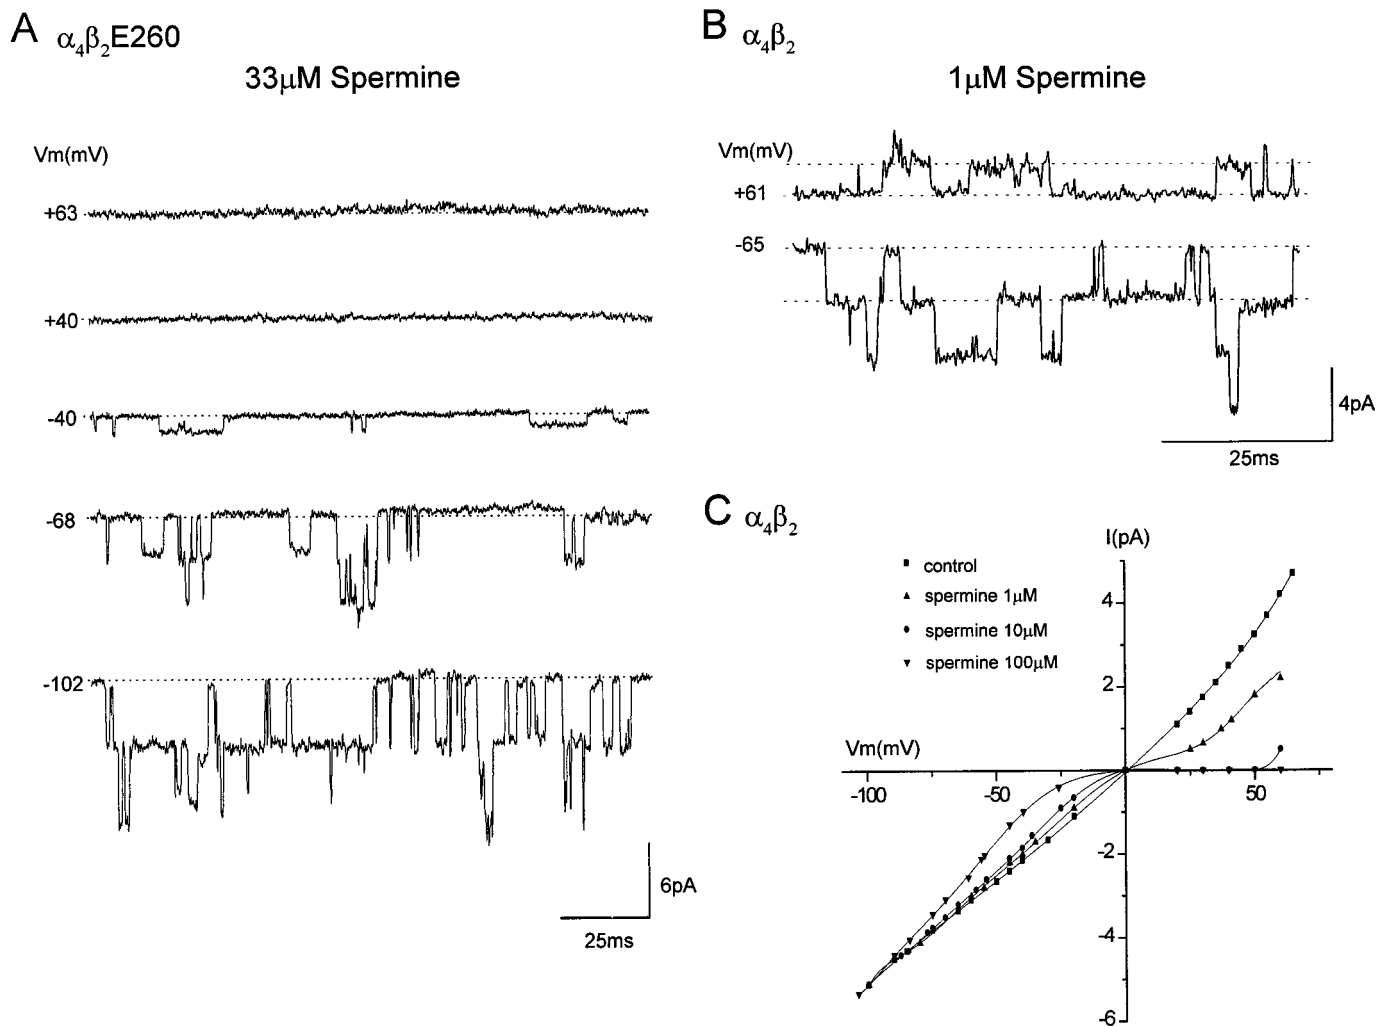 A α₄β₂E260
33μM Spermine
Vm(mV)
+63
+40
-40
-68
-102
6pA
25ms
B α₄β₂
1μM Spermine
Vm(mV)
+61
-65
4pA
25ms
C α₄β₂
I(pA)
control
spermine 1μM
spermine 10μM
spermine 100μM
4
2
Vm(mV)
-100
-50
50
-2
-4
-6